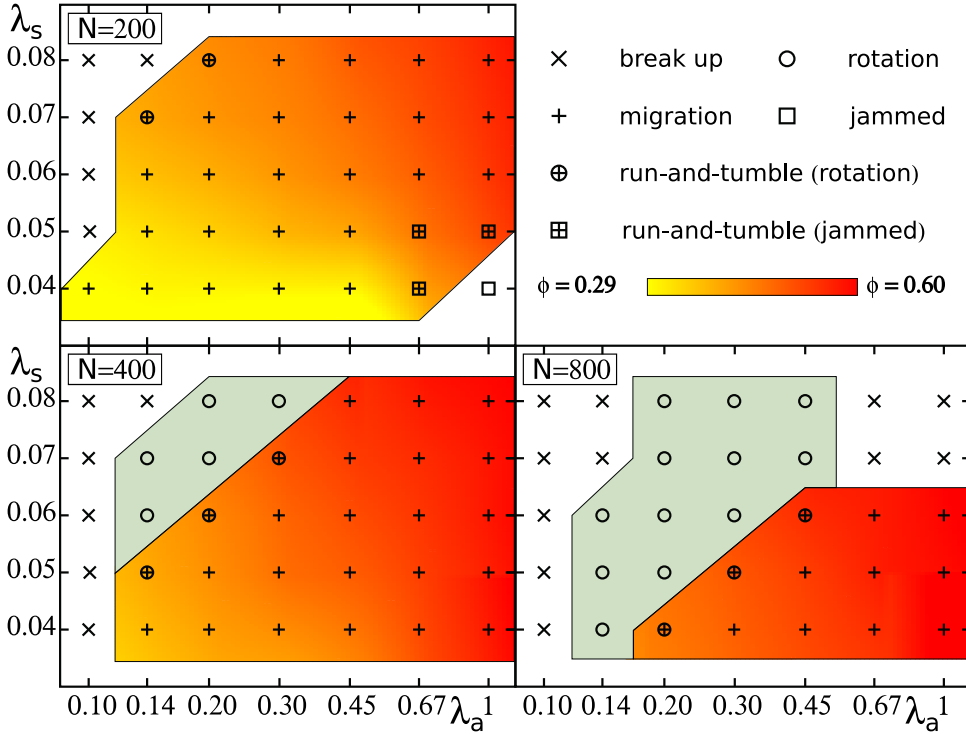 λs
N=200
0.08
0.07
0.06
0.05
0.04
break up
rotation
migration
jammed
run-and-tumble (rotation)
run-and-tumble (jammed)
ϕ = 0.29
ϕ = 0.60
λs
N=400
0.08
0.07
0.06
0.05
0.04
0.10 0.14 0.20 0.30 0.45 0.67 λa 1
N=800
0.10 0.14 0.20 0.30 0.45 0.67 λa 1